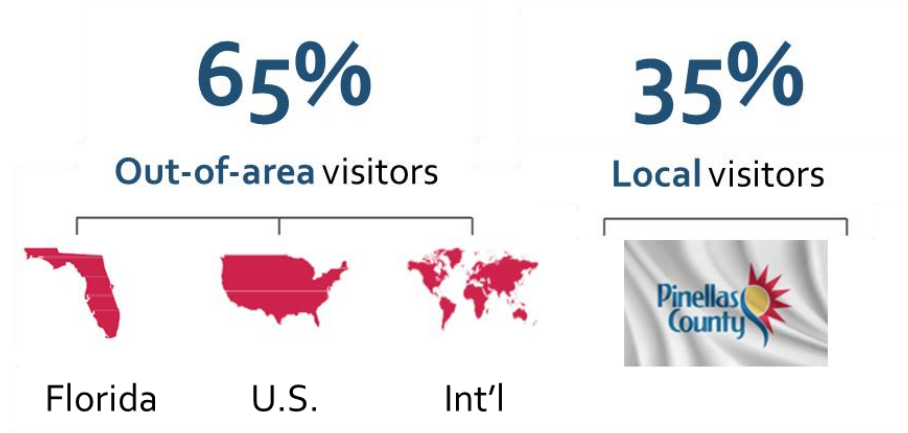 65%
Out-of-area visitors
Florida
U.S.
Int'l
35%
Local visitors
Pinellas
County